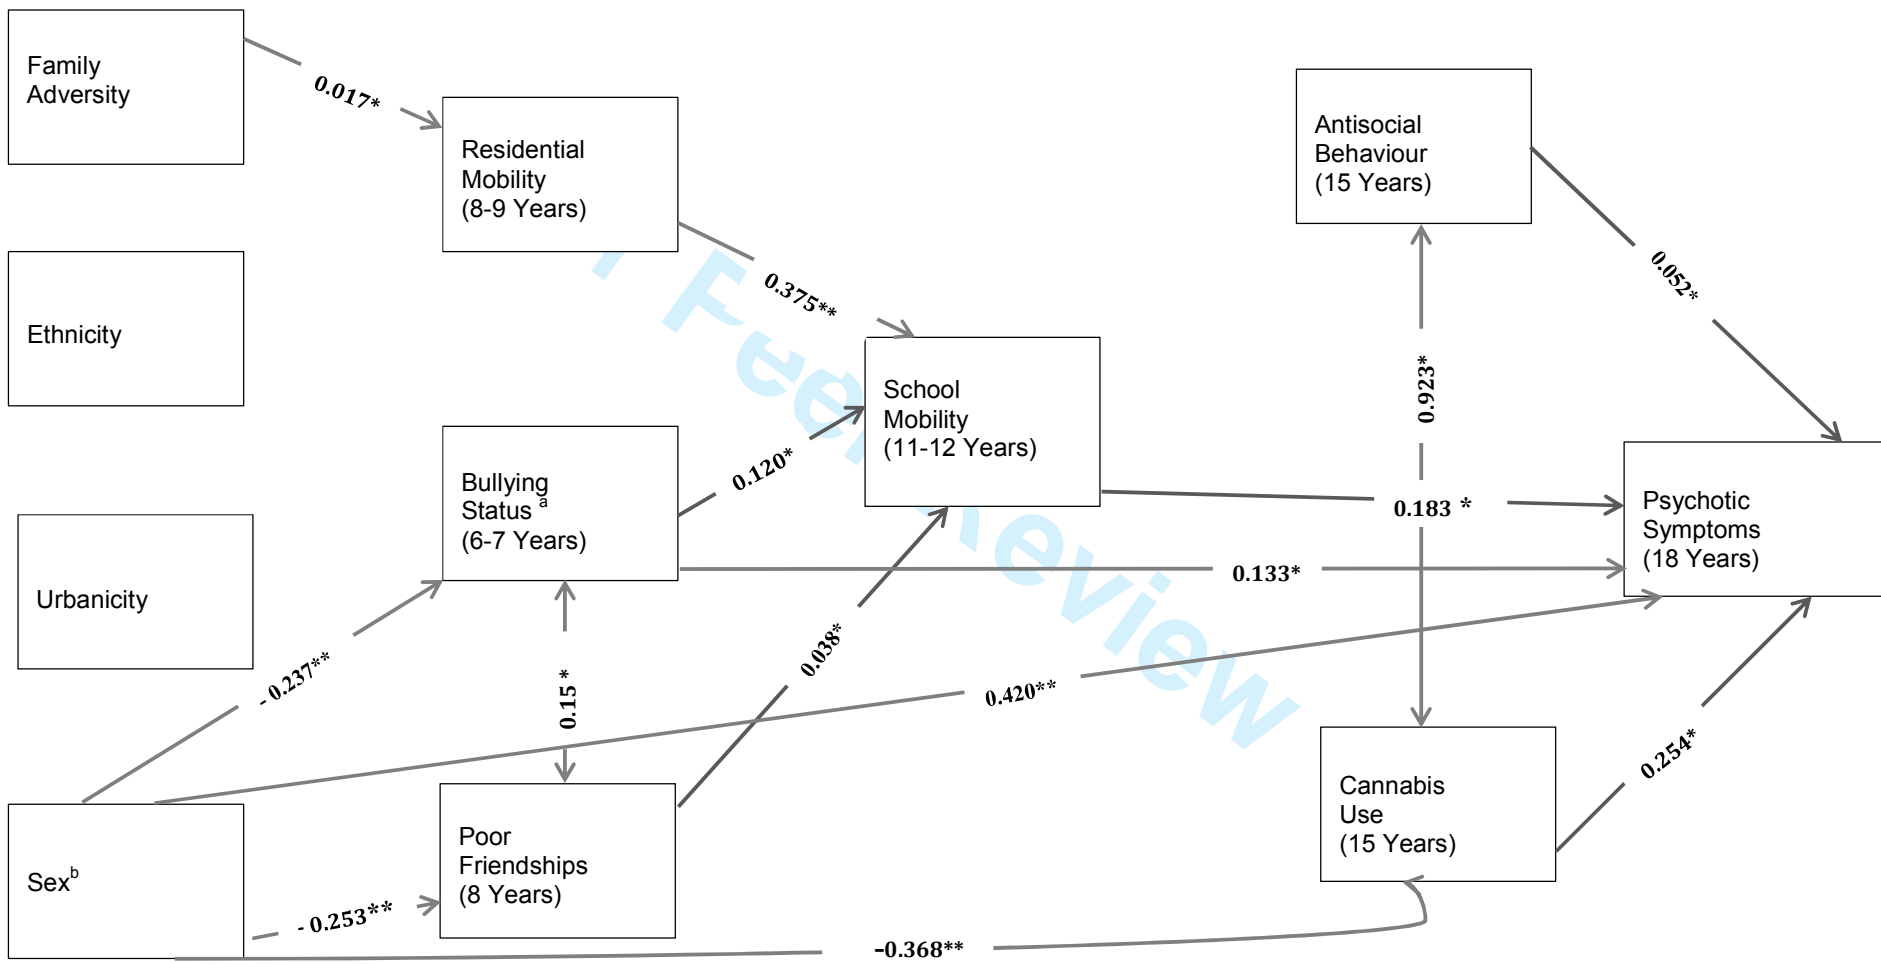 Family
Adversity
0.017*
Residential
Mobility
(8-9 Years)
Antisocial
Behaviour
(15 Years)
0.375**
0.052*
Ethnicity
School
Mobility
(11-12 Years)
0.923*
Bullying
Status a
(6-7 Years)
0.120*
0.183 *
Psychotic
Symptoms
(18 Years)
0.133*
Urbanicity
- 0.237**
0.15 *
0.038*
0.420**
0.254*
Cannabis
Use
(15 Years)
Poor
Friendships
(8 Years)
Sexb
- 0.253**
-0.368**
Review